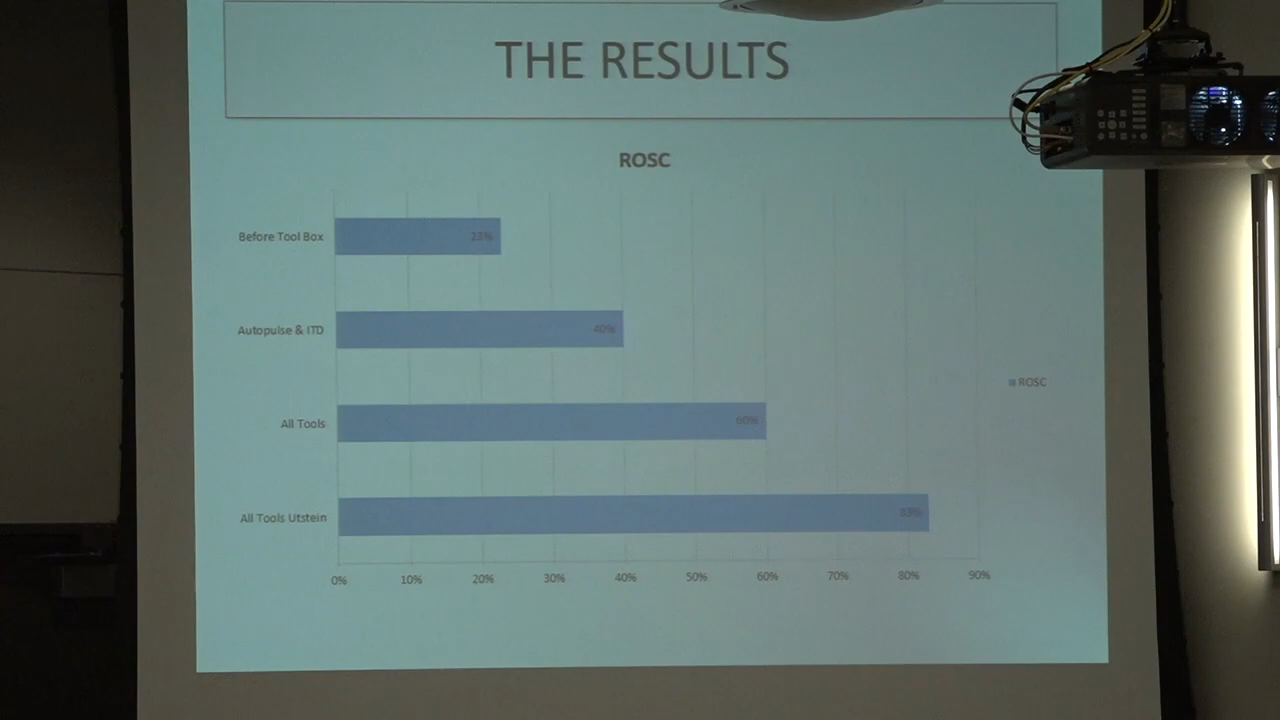 THE RESULTS
ROSC
Before Tool Box
23%
Autopulse & ITD
40%
All Tools
60%
All Tools Utstein
83%
ROSC
0% 10% 20% 30% 40% 50% 60% 70% 80% 90%